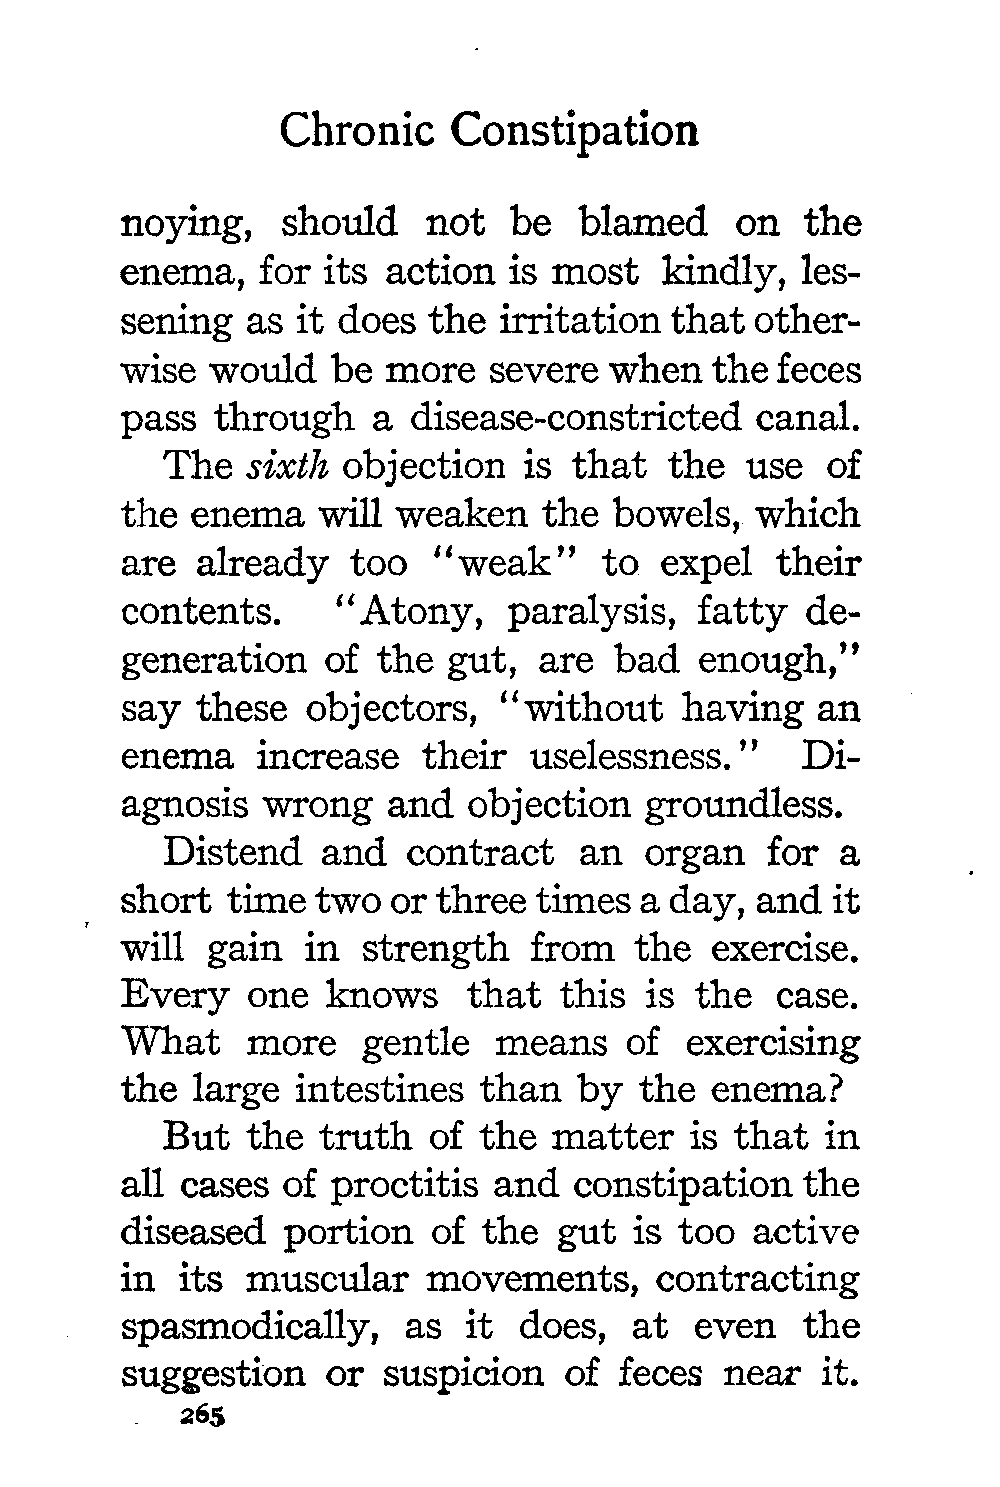 Chronic Constipation
noying, should not be blamed on the
enema, for its action is most kindly, les-
sening as it does the irritation that other-
wise would be more severe when the feces
pass through a disease-constricted canal.
The sixth objection is that the use of
the enema will weaken the bowels, which
are already too "weak" to expel their
contents. "Atony, paralysis, fatty de-
generation of the gut, are bad enough,"
say these objectors, "without having an
enema increase their uselessness." Di-
agnosis wrong and objection groundless.
Distend and contract an organ for a
short time two or three times a day, and it
will gain in strength from the exercise.
Every one knows that this is the case.
What more gentle means of exercising
the large intestines than by the enema?
But the truth of the matter is that in
all cases of proctitis and constipation the
diseased portion of the gut is too active
in its muscular movements, contracting
spasmodically, as it does, at even the
suggestion or suspicion of feces near it.
265